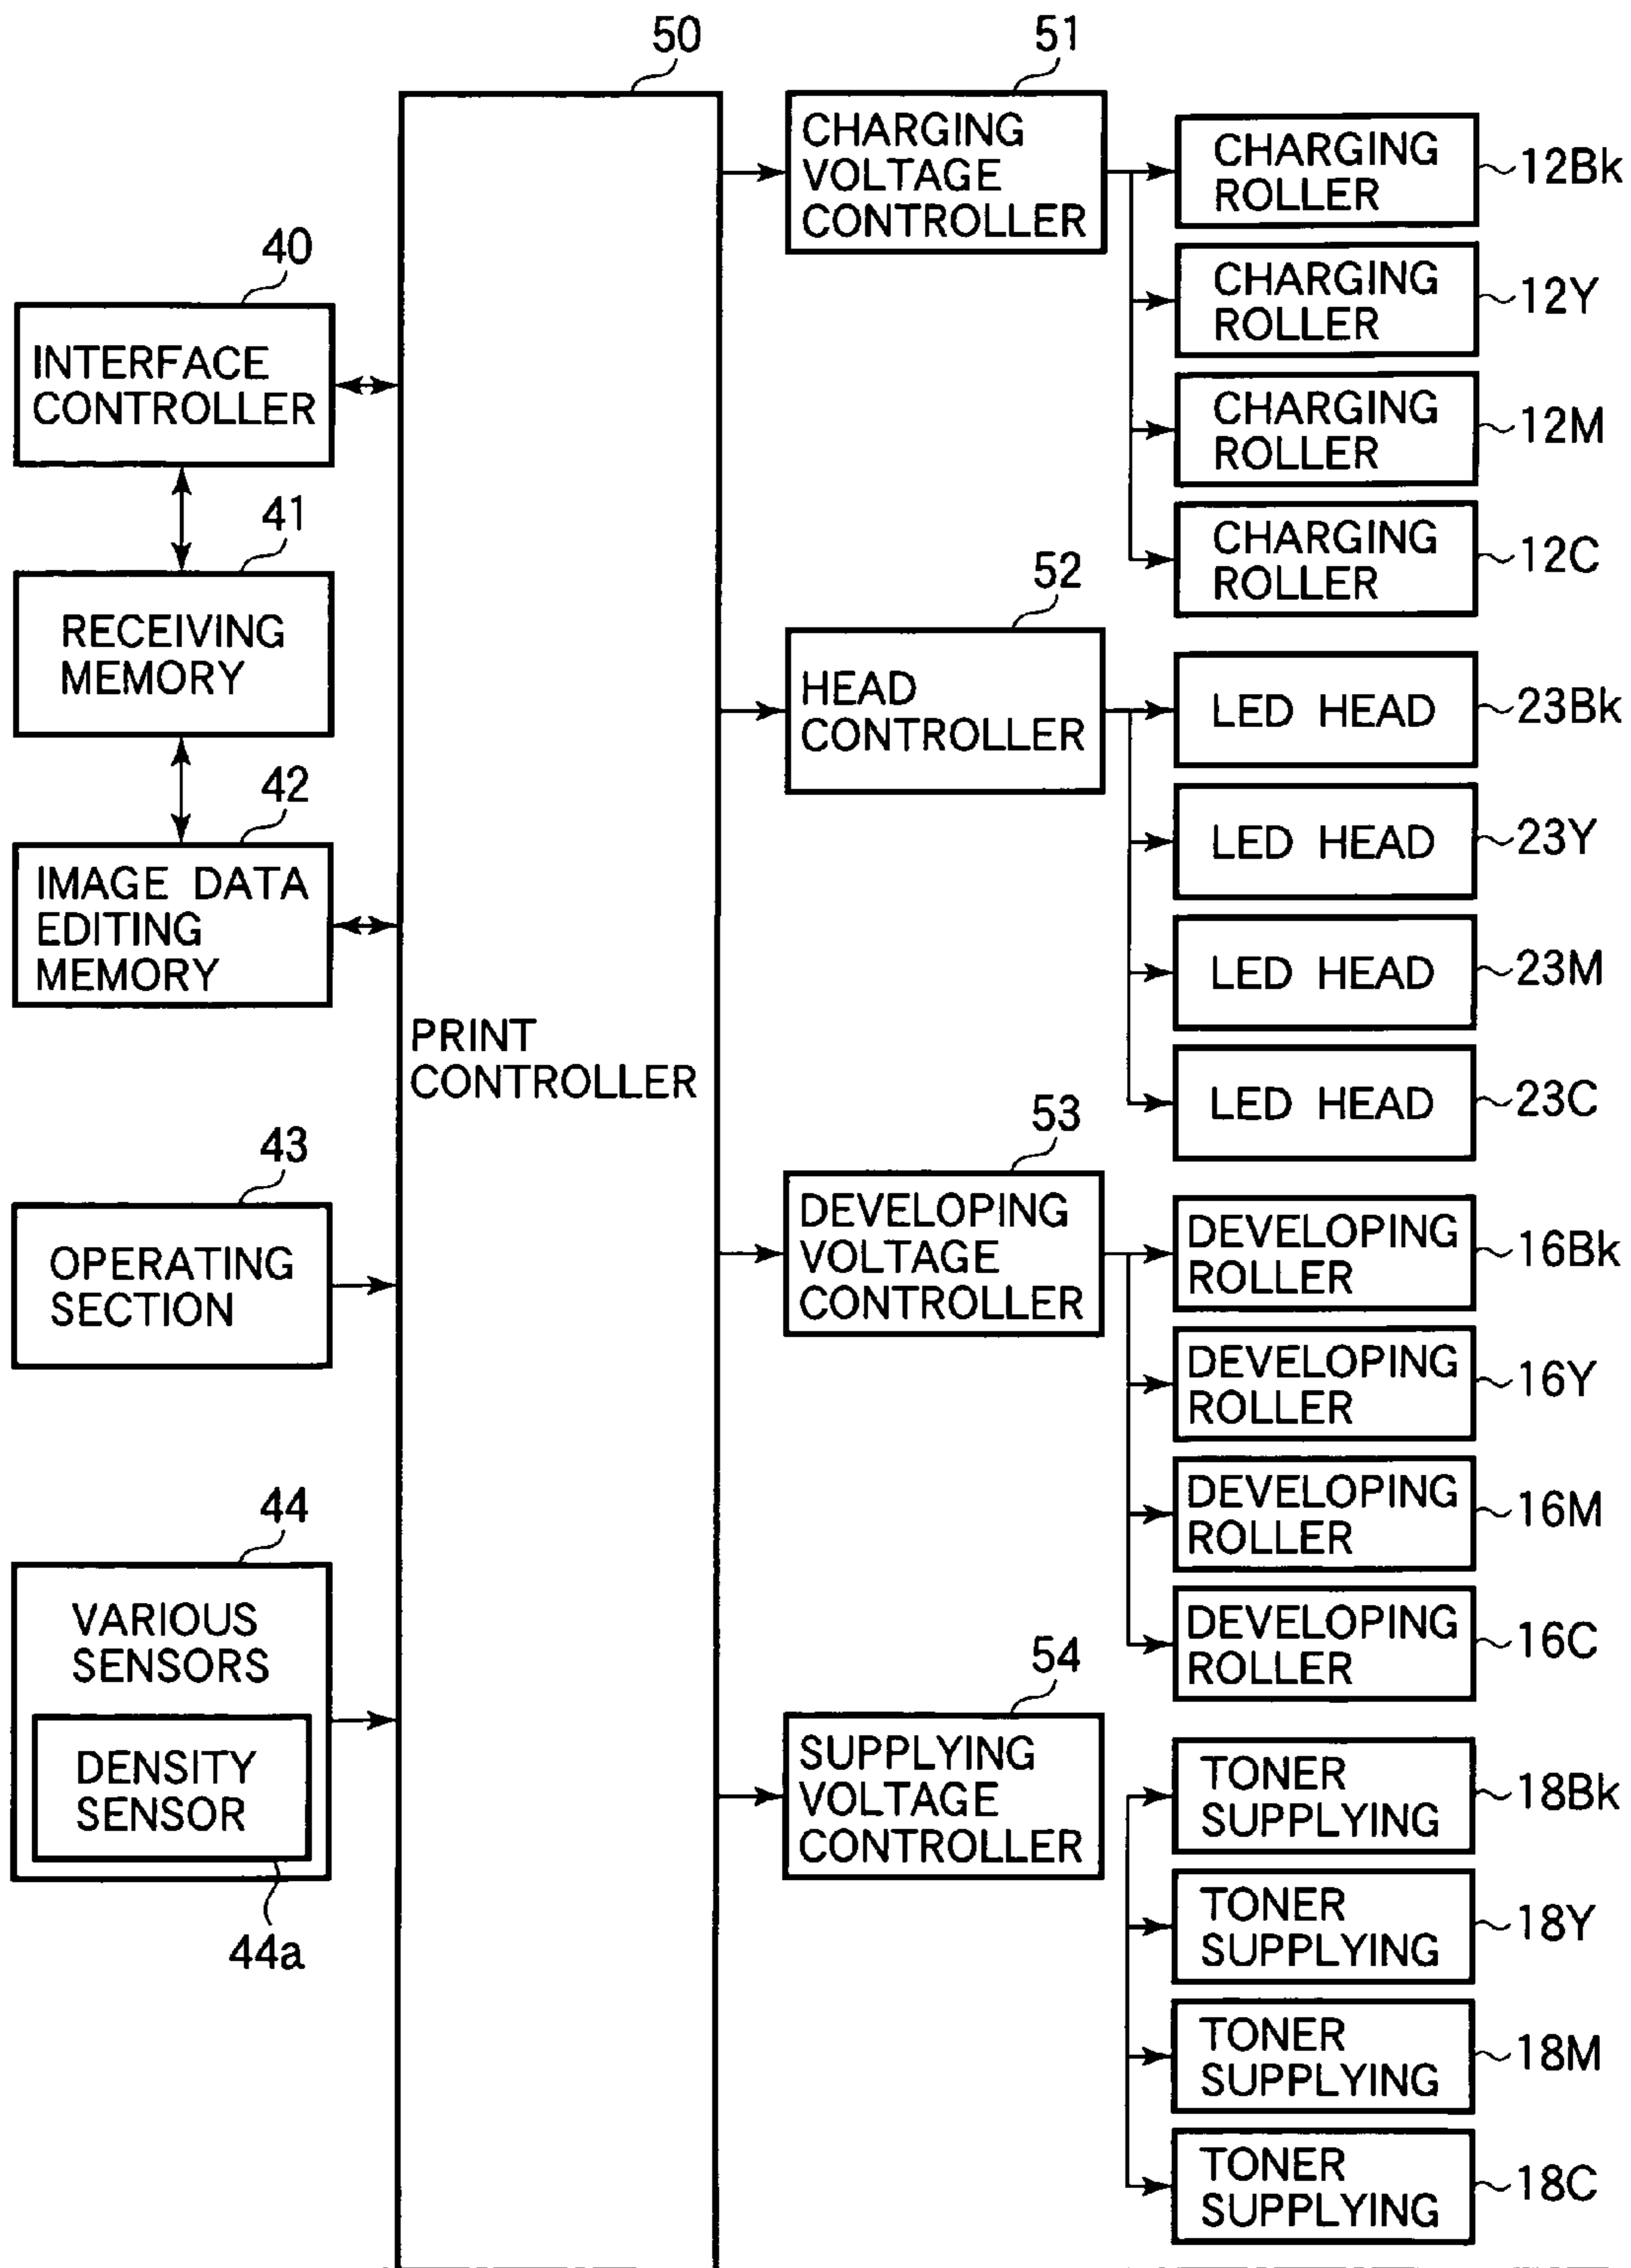 50
51
CHARGING
VOLTAGE
CONTROLLER
CHARGING
ROLLER
12Bk
CHARGING
ROLLER
12Y
CHARGING
ROLLER
12M
CHARGING
ROLLER
12C
40
INTERFACE
CONTROLLER
41
RECEIVING
MEMORY
42
IMAGE DATA
EDITING
MEMORY
PRINT
CONTROLLER
52
HEAD
CONTROLLER
LED HEAD
23Bk
LED HEAD
23Y
LED HEAD
23M
LED HEAD
23C
43
OPERATING
SECTION
53
DEVELOPING
VOLTAGE
CONTROLLER
DEVELOPING
ROLLER
16Bk
DEVELOPING
ROLLER
16Y
DEVELOPING
ROLLER
16M
DEVELOPING
ROLLER
16C
44
VARIOUS
SENSORS
DENSITY
SENSOR
44a
54
SUPPLYING
VOLTAGE
CONTROLLER
TONER
SUPPLYING
18Bk
TONER
SUPPLYING
18Y
TONER
SUPPLYING
18M
TONER
SUPPLYING
18C